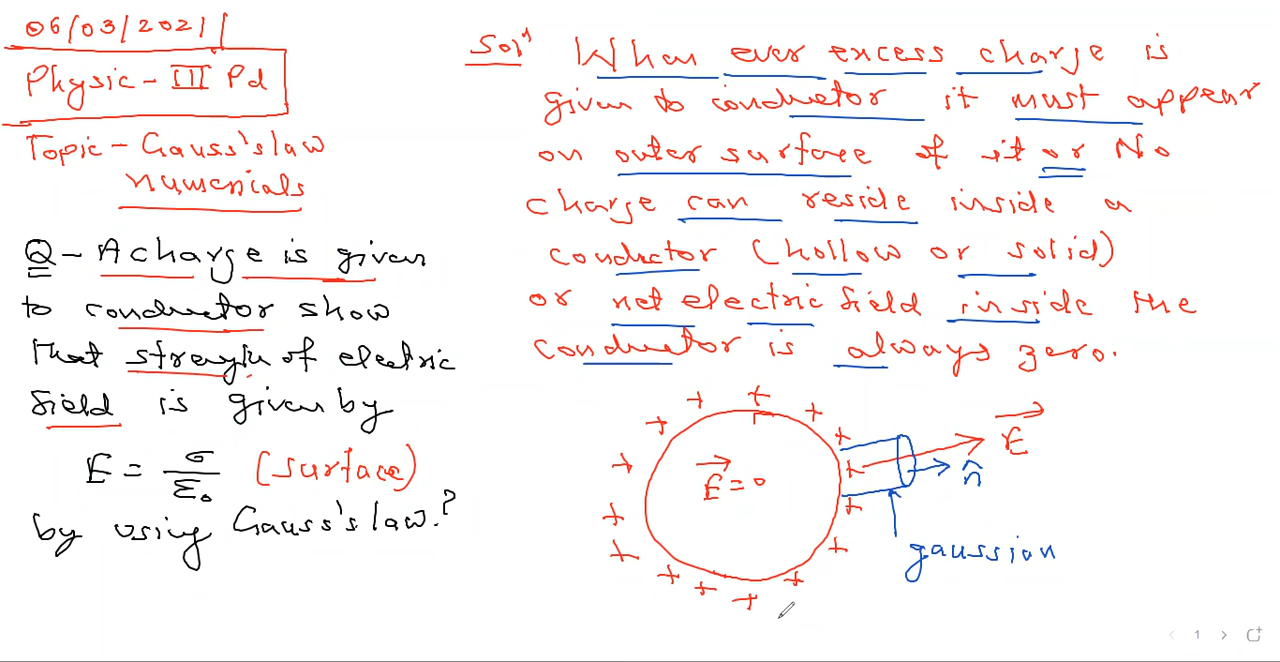 06/03/2021
Physic - III Pd
Topic - Gauss's law
numericals
Q - A charge is given
to conductor show
that strength of electric
field is given by
E = σ/ε₀ (surface)
by using Gauss's law.?
Solⁿ When ever excess charge is
given to conductor it must appear
on outer surface of it or No
charge can reside inside a
conductor (hollow or solid)
or net electric field inside the
conductor is always zero.
+ + + + + + + + + + + + + + + + +
E⃗ = 0
E⃗
n̂
gaussian
1